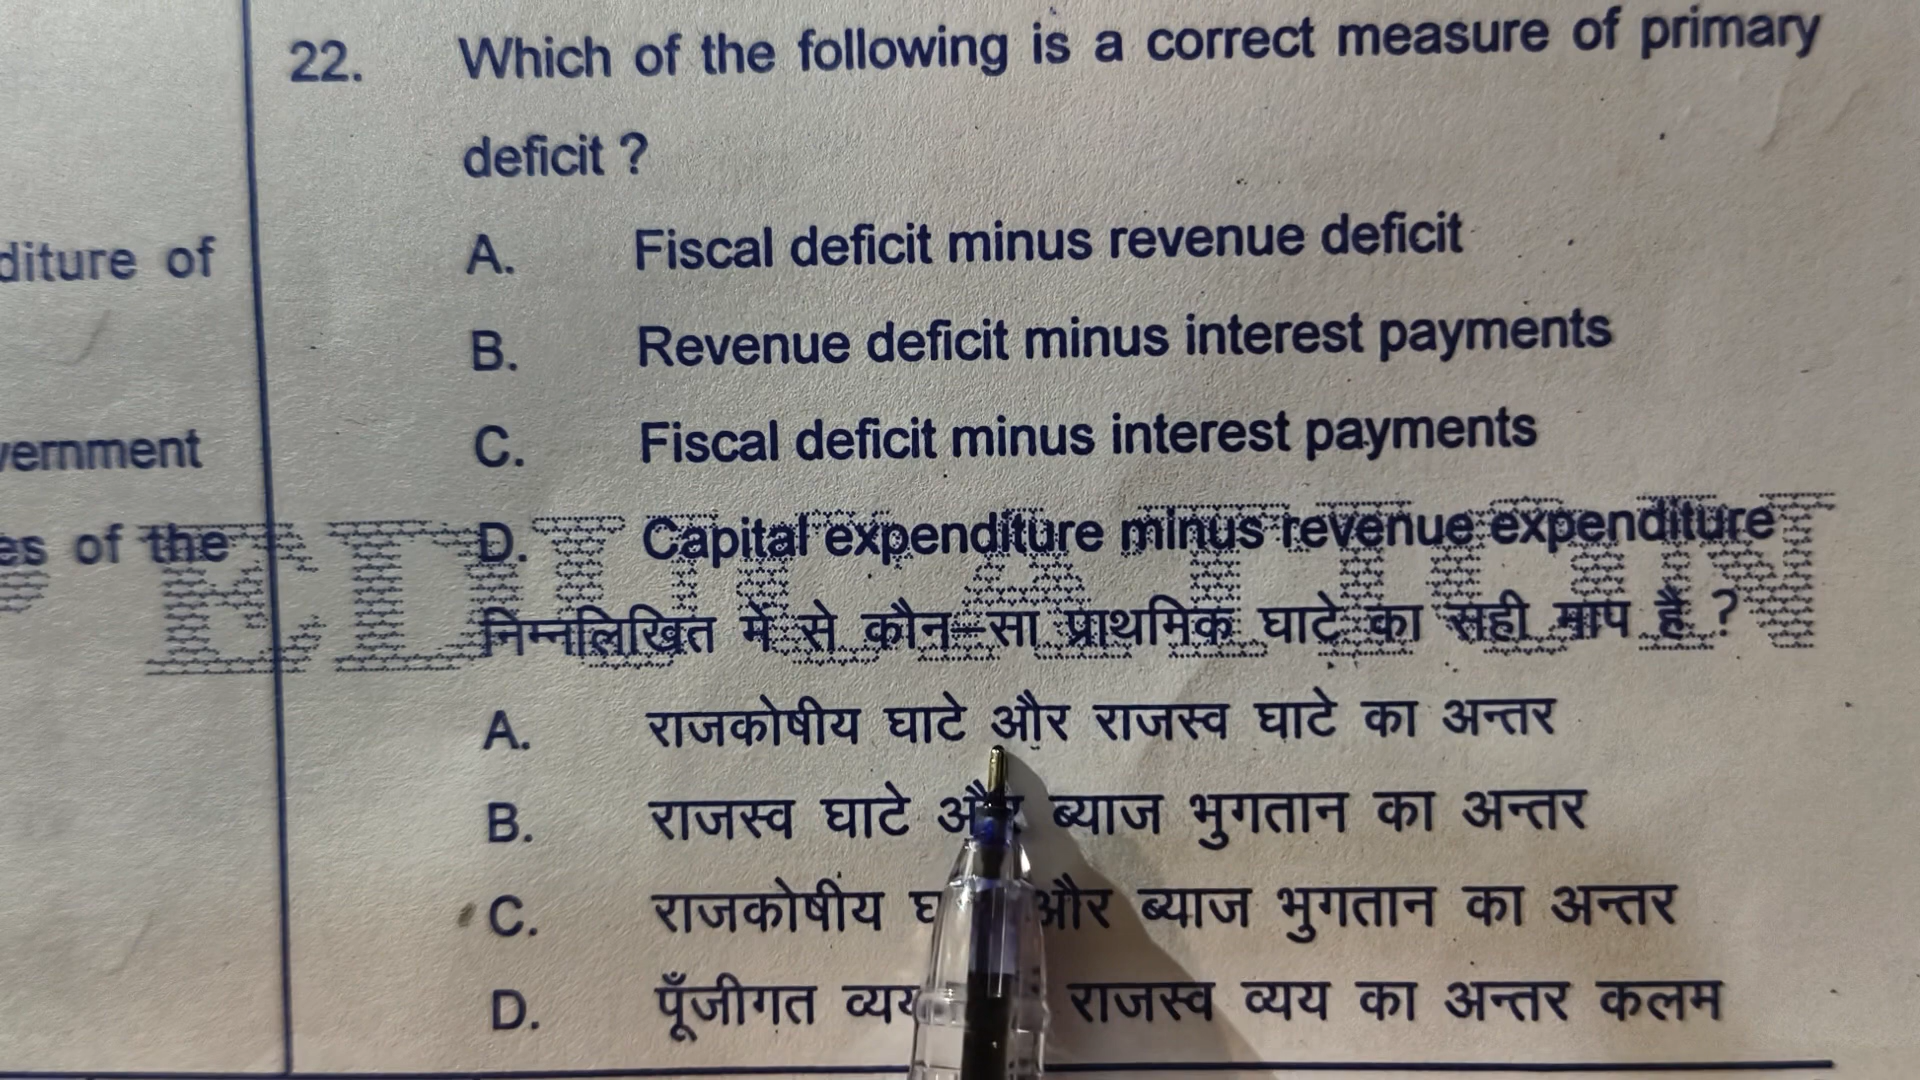 22. Which of the following is a correct measure of primary
deficit ?
A. Fiscal deficit minus revenue deficit
B. Revenue deficit minus interest payments
C. Fiscal deficit minus interest payments
D. Capital expenditure minus revenue expenditure
निम्नलिखित में से कौन–सा प्राथमिक घाटे का सही माप है ?
A. राजकोषीय घाटे और राजस्व घाटे का अन्तर
B. राजस्व घाटे और ब्याज भुगतान का अन्तर
C. राजकोषीय और ब्याज भुगतान का अन्तर
D. पूँजीगत व्यय राजस्व व्यय का अन्तर कलम
diture of
vernment
es of the
EDUCATION